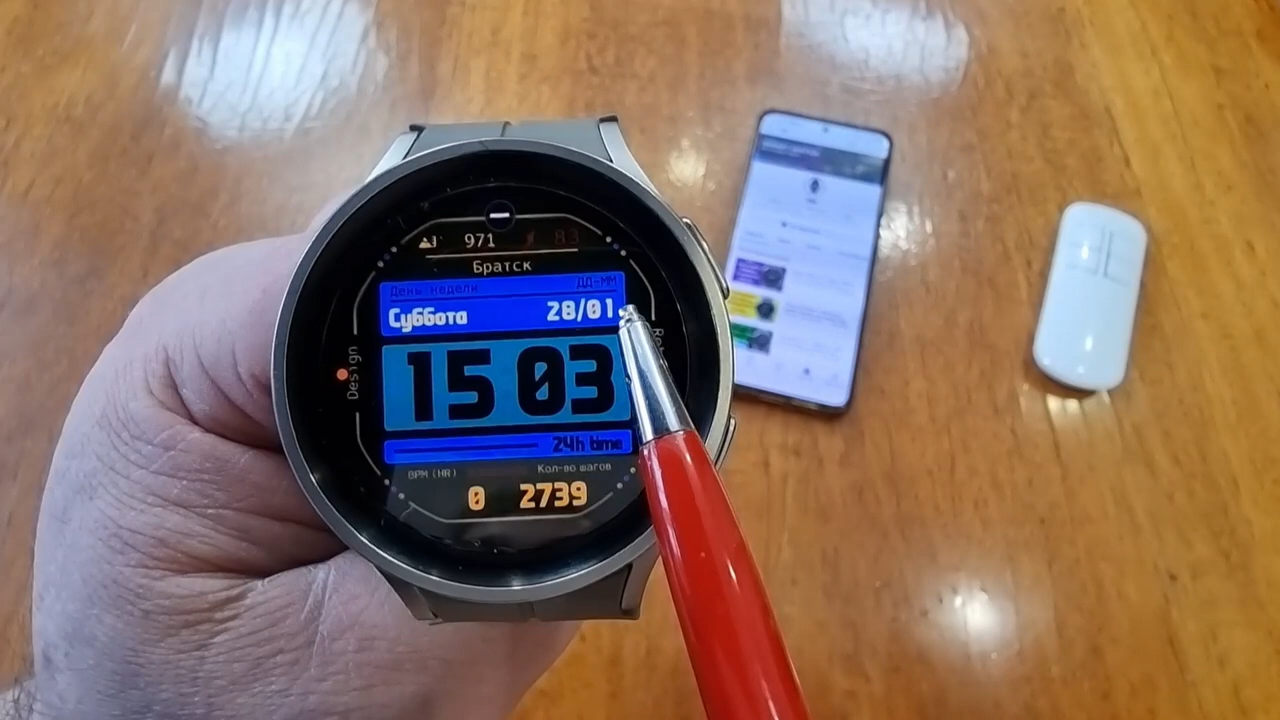 971 83
Братск
День недели ДД-ММ
Суббота 28/01
15 03
24h time
BPM (HR) Кол-во шагов
0 2739
Design